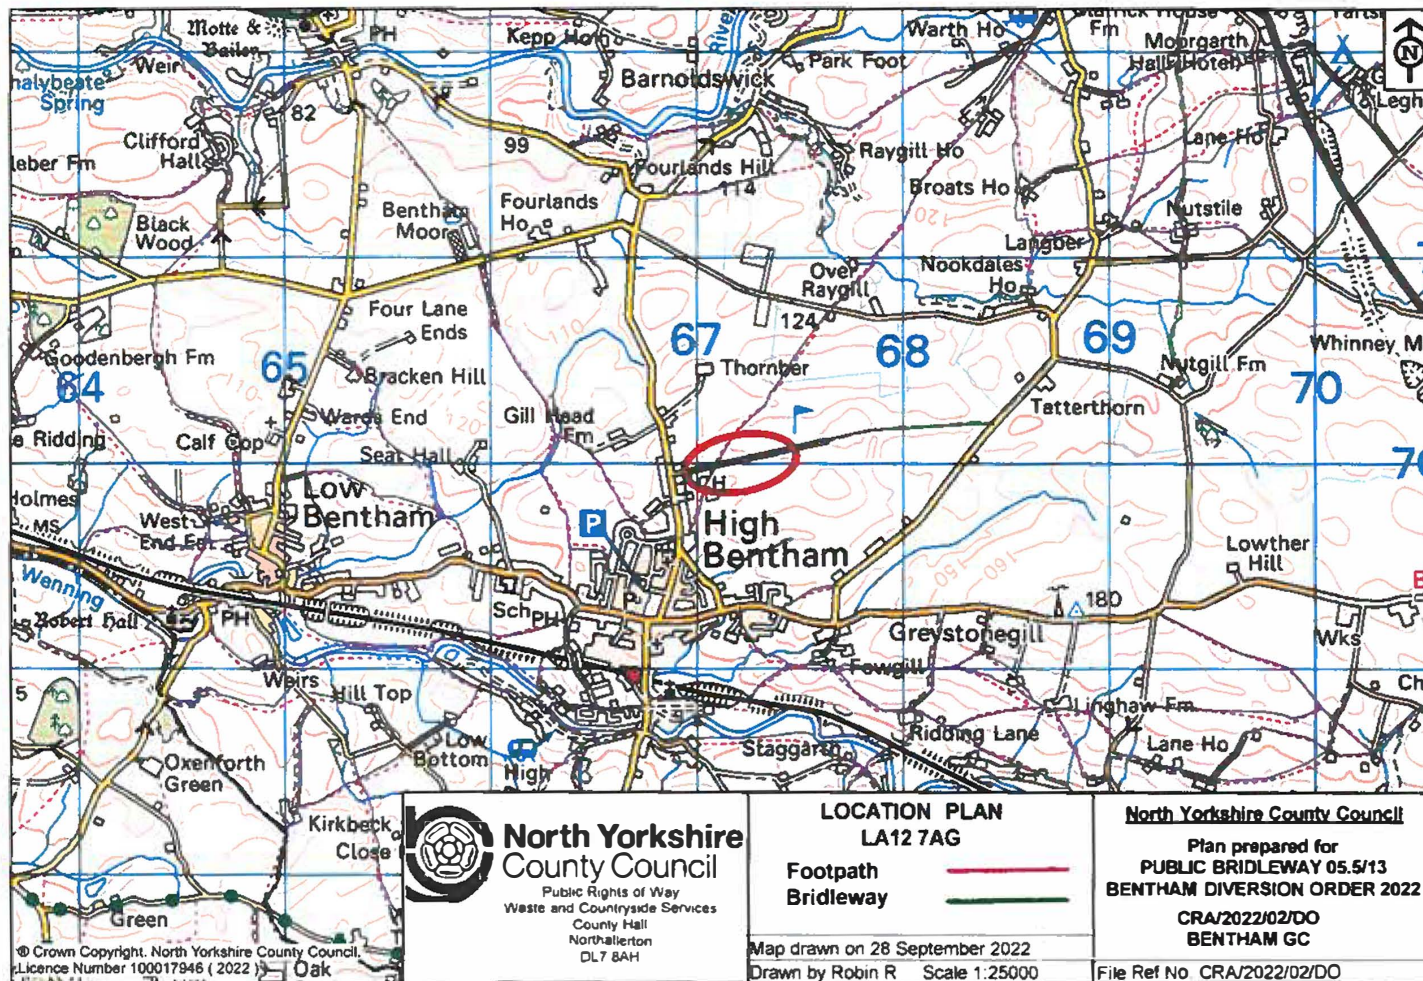 Motte &
Bailey
PH
Kepp Ho
River
Warth Ho
Fm
Moorgarth
Hall (Hotel)
N
Weir
Spring
Barnoldswick
Park Foot
82
Clifford
Hall
99
Fourlands Hill
114
Raygill Ho
Lane Ho
Broats Ho
120
Black
Wood
Bentham
Moor
Fourlands
Ho
Nutstile
Langber
Over
Raygill
Nookdales
Ho
Four Lane
Ends
110
124
67
68
69
Whinney M
Goodenbergh Fm
64
65
Bracken Hill
Thornber
Nutgill Fm
70
110
120
Wards End
Gill Head
Fm
Tatterthorn
Calf Cop
Seat Hall
Holmes
MS
West
End Fm
Low
Bentham
P
High
Bentham
Lowther
Hill
150
160
Wenning
Robert Hall
PH
Sch
PH
180
Greystonegill
Wks
Fowgill
5
Weirs
Hill Top
Linghaw Fm
Ridding Lane
Lane Ho
Oxenforth
Green
Low
Bottom
High
Staggarth
Kirkbeck
Close
Green
Oak
© Crown Copyright. North Yorkshire County Council.
Licence Number 100017946 ( 2022 )
North Yorkshire
County Council
Public Rights of Way
Waste and Countryside Services
County Hall
Northallerton
DL7 8AH
LOCATION PLAN
LA12 7AG
Footpath
Bridleway
Map drawn on 28 September 2022
Drawn by Robin R Scale 1:25000
North Yorkshire County Council
Plan prepared for
PUBLIC BRIDLEWAY 05.5/13
BENTHAM DIVERSION ORDER 2022
CRA/2022/02/DO
BENTHAM GC
File Ref No. CRA/2022/02/DO